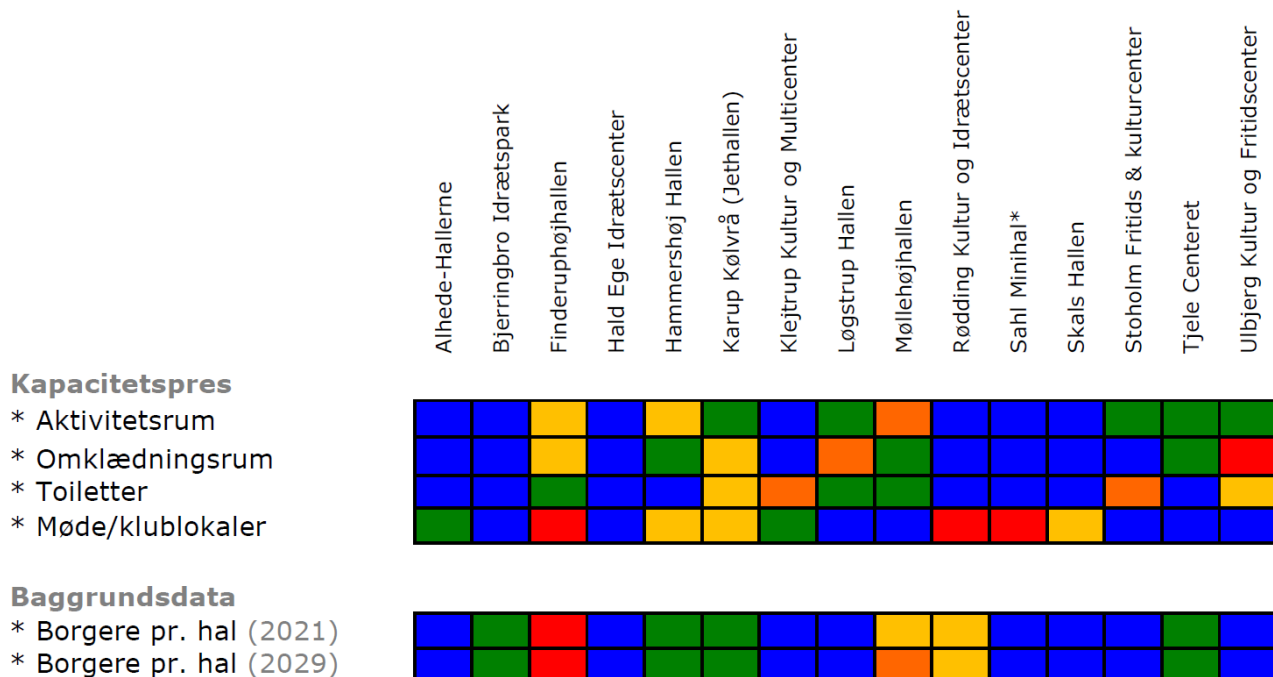 Alhede-Hallerne
Bjerringbro Idrætspark
Finderuphøjhallen
Hald Ege Idrætscenter
Hammershøj Hallen
Karup Kølvrå (Jethallen)
Klejtrup Kultur og Multicenter
Løgstrup Hallen
Møllehøjhallen
Rødding Kultur og Idrætscenter
Sahl Minihal*
Skals Hallen
Stoholm Fritids & kulturcenter
Tjele Centeret
Ulbjerg Kultur og Fritidscenter
Kapacitetspres
* Aktivitetsrum
* Omklædningsrum
* Toiletter
* Møde/klublokaler
Baggrundsdata
* Borgere pr. hal (2021)
* Borgere pr. hal (2029)